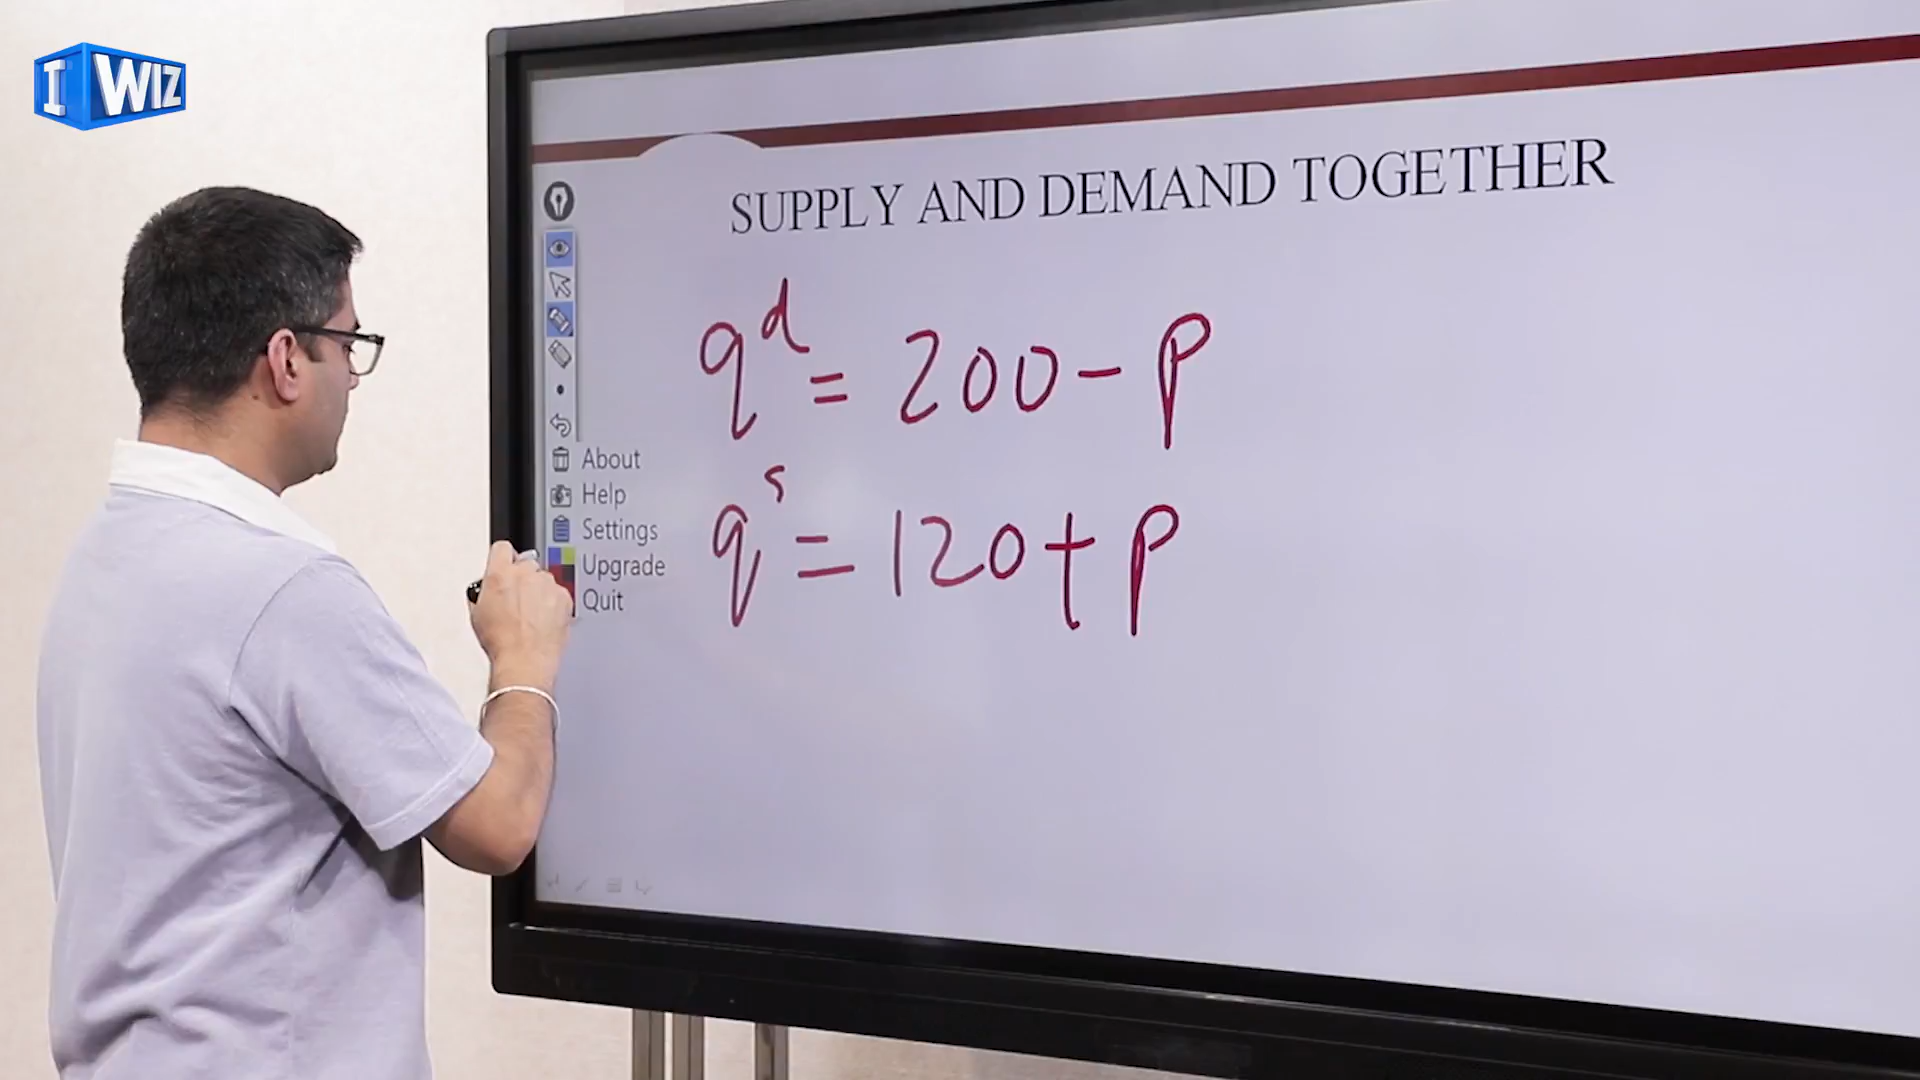 I WIZ
SUPPLY AND DEMAND TOGETHER
q^d = 200 - P
q^s = 120 + P
About
Help
Settings
Upgrade
Quit